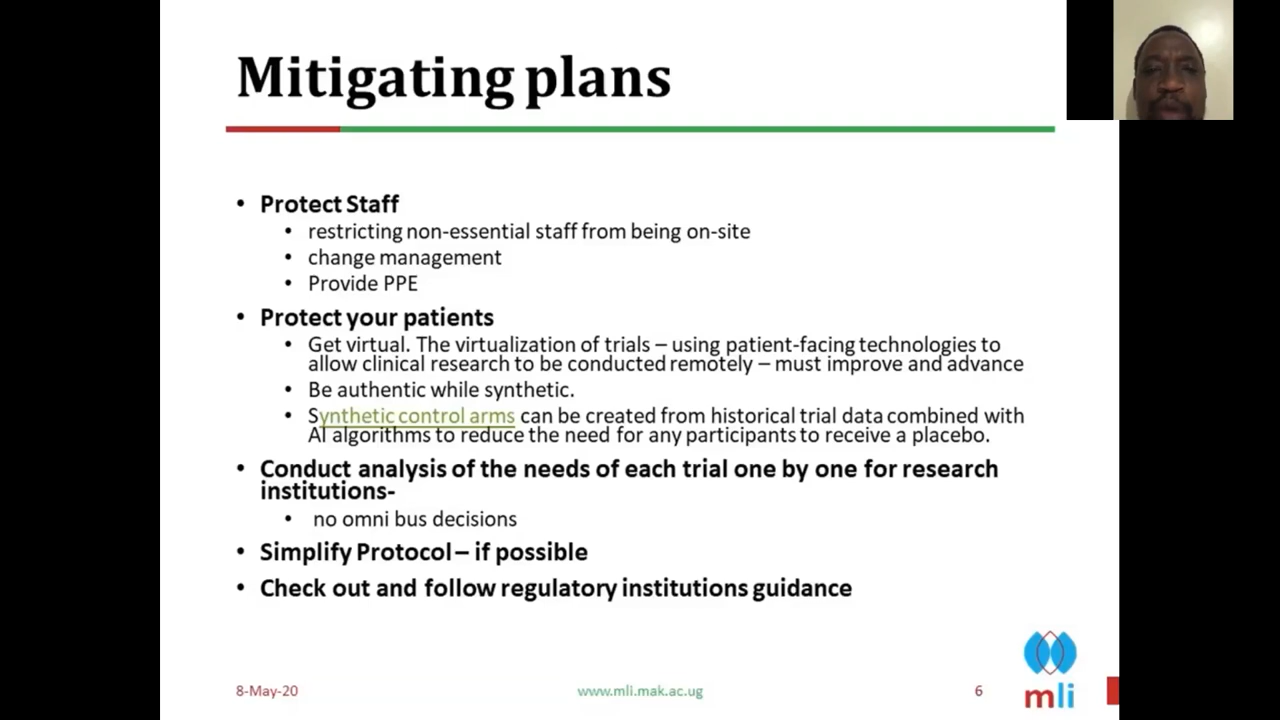 Mitigating plans
• Protect Staff
• restricting non-essential staff from being on-site
• change management
• Provide PPE
• Protect your patients
• Get virtual. The virtualization of trials – using patient-facing technologies to
allow clinical research to be conducted remotely – must improve and advance
• Be authentic while synthetic.
• Synthetic control arms can be created from historical trial data combined with
AI algorithms to reduce the need for any participants to receive a placebo.
• Conduct analysis of the needs of each trial one by one for research
institutions-
• no omni bus decisions
• Simplify Protocol – if possible
• Check out and follow regulatory institutions guidance
mli
8-May-20
www.mli.mak.ac.ug
6